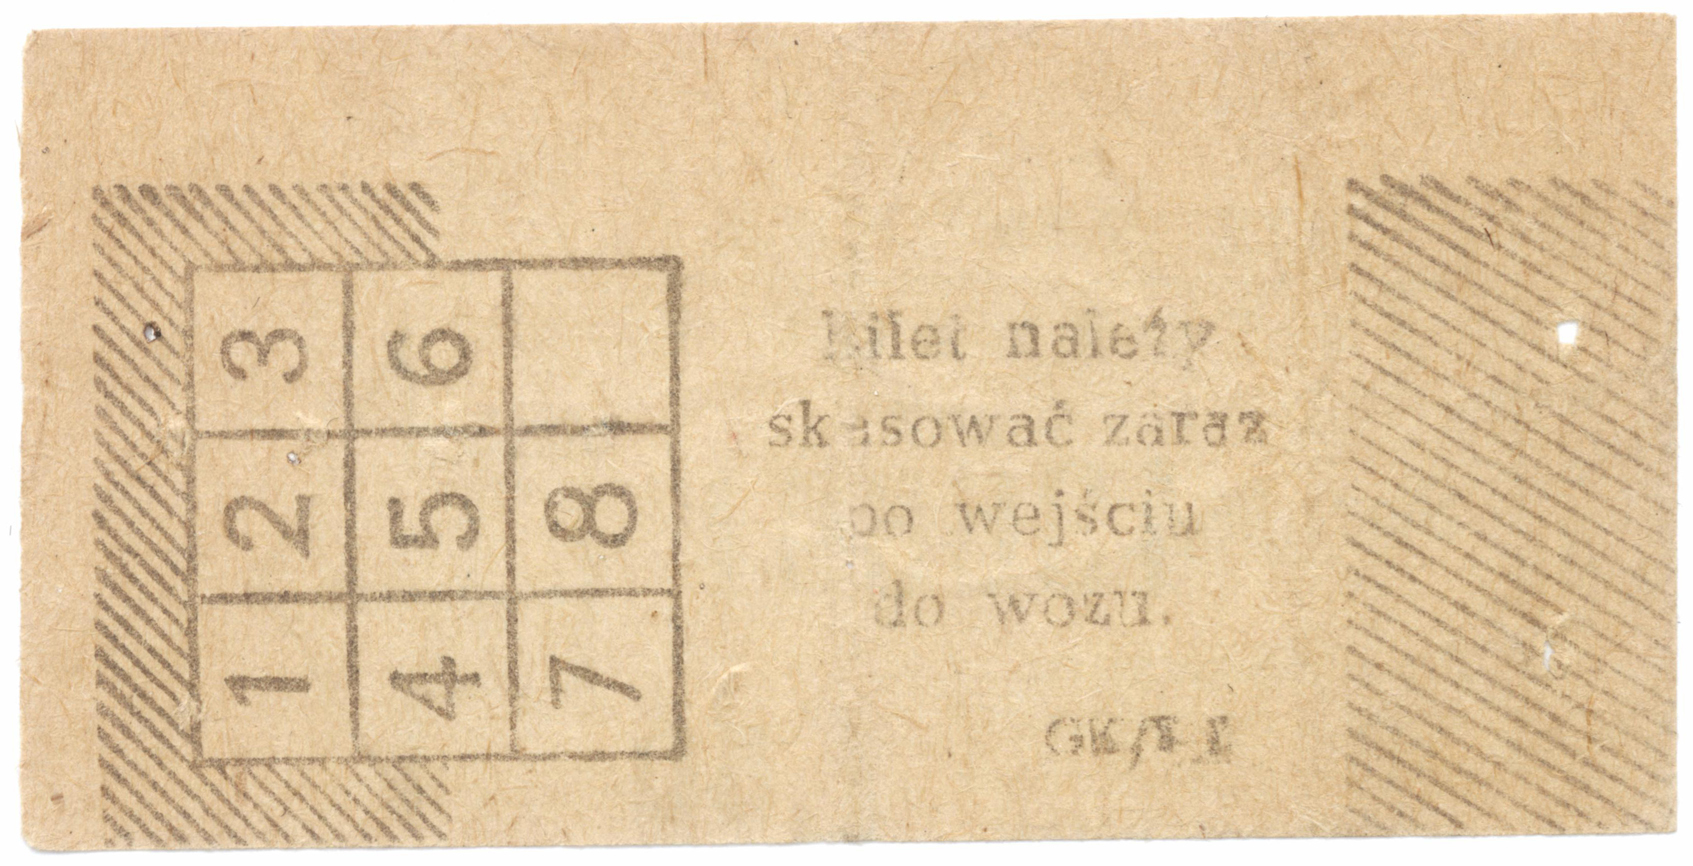 3 6
2 5 8
1 4 7
Bilet należy
skasować zaraz
po wejściu
do wozu.